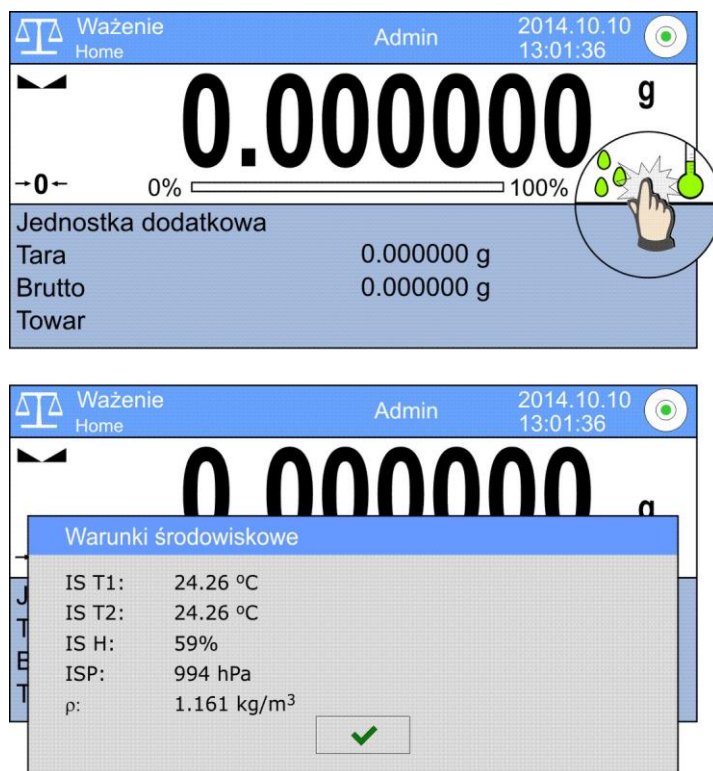 Ważenie
Home
Admin
2014.10.10
13:01:36
0.000000 g
→0←
0% 100%
Jednostka dodatkowa
Tara 0.000000 g
Brutto 0.000000 g
Towar
Ważenie
Home
Admin
2014.10.10
13:01:36
0.000000 g
Warunki środowiskowe
J
T
B
T
IS T1: 24.26 ºC
IS T2: 24.26 ºC
IS H: 59%
ISP: 994 hPa
ρ: 1.161 kg/m³